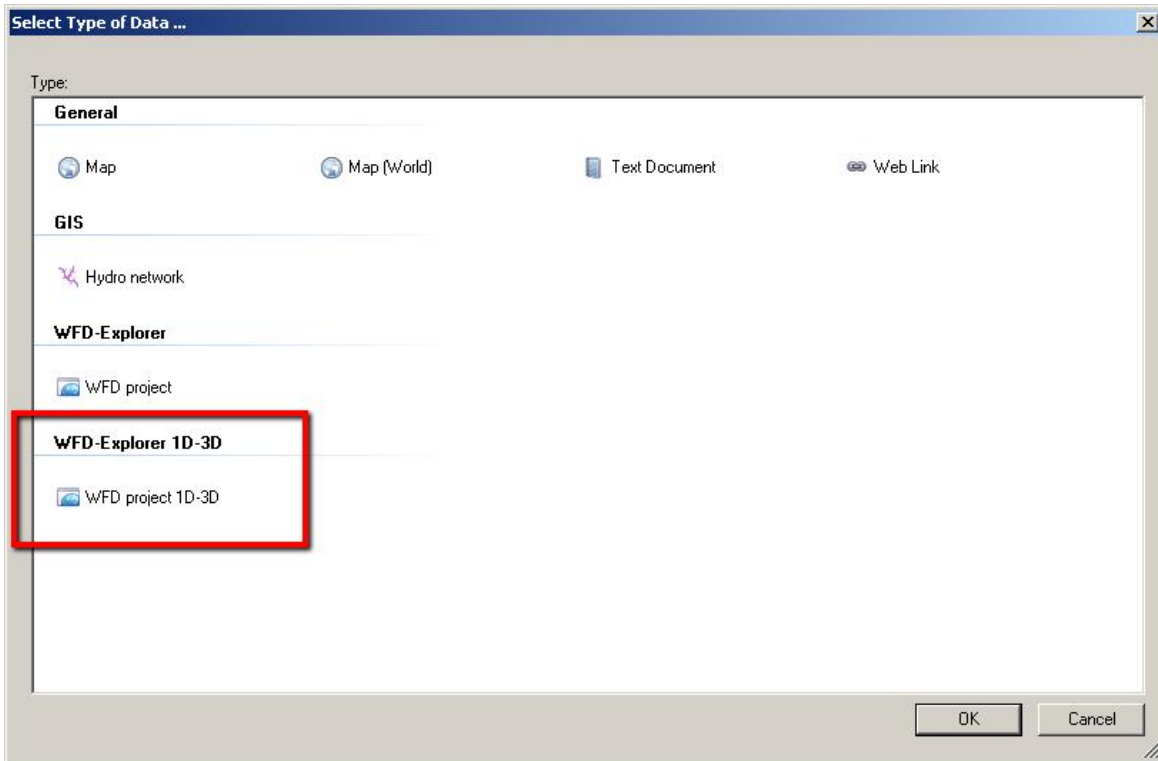 Select Type of Data ...
Type:
General
Map Map (World) Text Document Web Link
GIS
Hydro network
WFD-Explorer
WFD project
WFD-Explorer 1D-3D
WFD project 1D-3D
OK Cancel